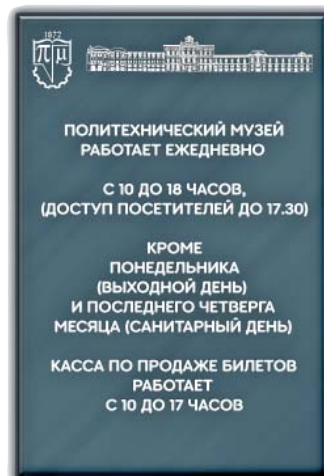 1872
ПМ
ПОЛИТЕХНИЧЕСКИЙ МУЗЕЙ
РАБОТАЕТ ЕЖЕДНЕВНО
С 10 ДО 18 ЧАСОВ,
(ДОСТУП ПОСЕТИТЕЛЕЙ ДО 17.30)
КРОМЕ
ПОНЕДЕЛЬНИКА
(ВЫХОДНОЙ ДЕНЬ)
И ПОСЛЕДНЕГО ЧЕТВЕРГА
МЕСЯЦА (САНИТАРНЫЙ ДЕНЬ)
КАССА ПО ПРОДАЖЕ БИЛЕТОВ
РАБОТАЕТ
С 10 ДО 17 ЧАСОВ